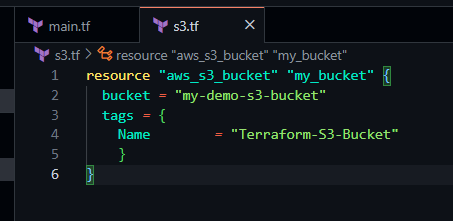 main.tf s3.tf ×
s3.tf > resource "aws_s3_bucket" "my_bucket"
1 resource "aws_s3_bucket" "my_bucket" {
2   bucket = "my-demo-s3-bucket"
3   tags = {
4     Name        = "Terraform-S3-Bucket"
5     }
6 }